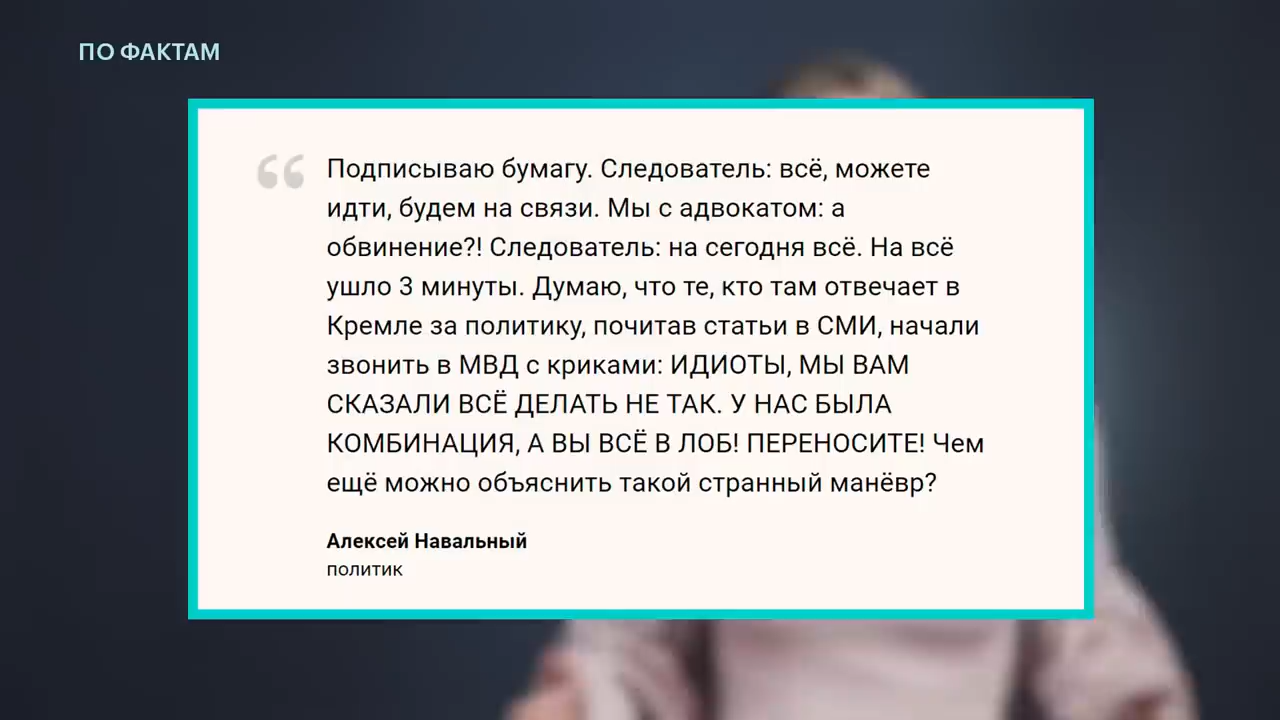 ПО ФАКТАМ
Подписываю бумагу. Следователь: всё, можете
идти, будем на связи. Мы с адвокатом: а
обвинение?! Следователь: на сегодня всё. На всё
ушло 3 минуты. Думаю, что те, кто там отвечает в
Кремле за политику, почитав статьи в СМИ, начали
звонить в МВД с криками: ИДИОТЫ, МЫ ВАМ
СКАЗАЛИ ВСЁ ДЕЛАТЬ НЕ ТАК. У НАС БЫЛА
КОМБИНАЦИЯ, А ВЫ ВСЁ В ЛОБ! ПЕРЕНОСИТЕ! Чем
ещё можно объяснить такой странный манёвр?
Алексей Навальный
политик